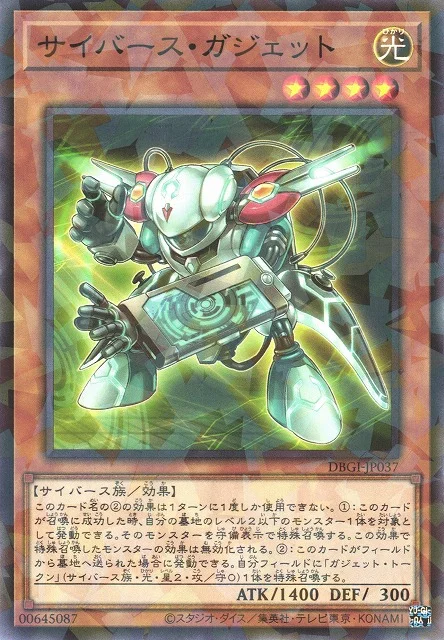 サイバース・ガジェット
光
DBGI-JP037
【サイバース族/効果】
このカード名の②の効果は1ターンに1度しか使用できない。①:このカード
が召喚に成功した時、自分の墓地のレベル2以下のモンスター1体を対象と
して発動できる。そのモンスターを守備表示で特殊召喚する。この効果で
特殊召喚したモンスターの効果は無効化される。②:このカードがフィールド
から墓地へ送られた場合に発動できる。自分フィールドに「ガジェット・トー
クン」(サイバース族・光・星2・攻/守0)1体を特殊召喚する。
ATK/1400 DEF/ 300
00645087
©スタジオ・ダイス/集英社・テレビ東京・KONAMI